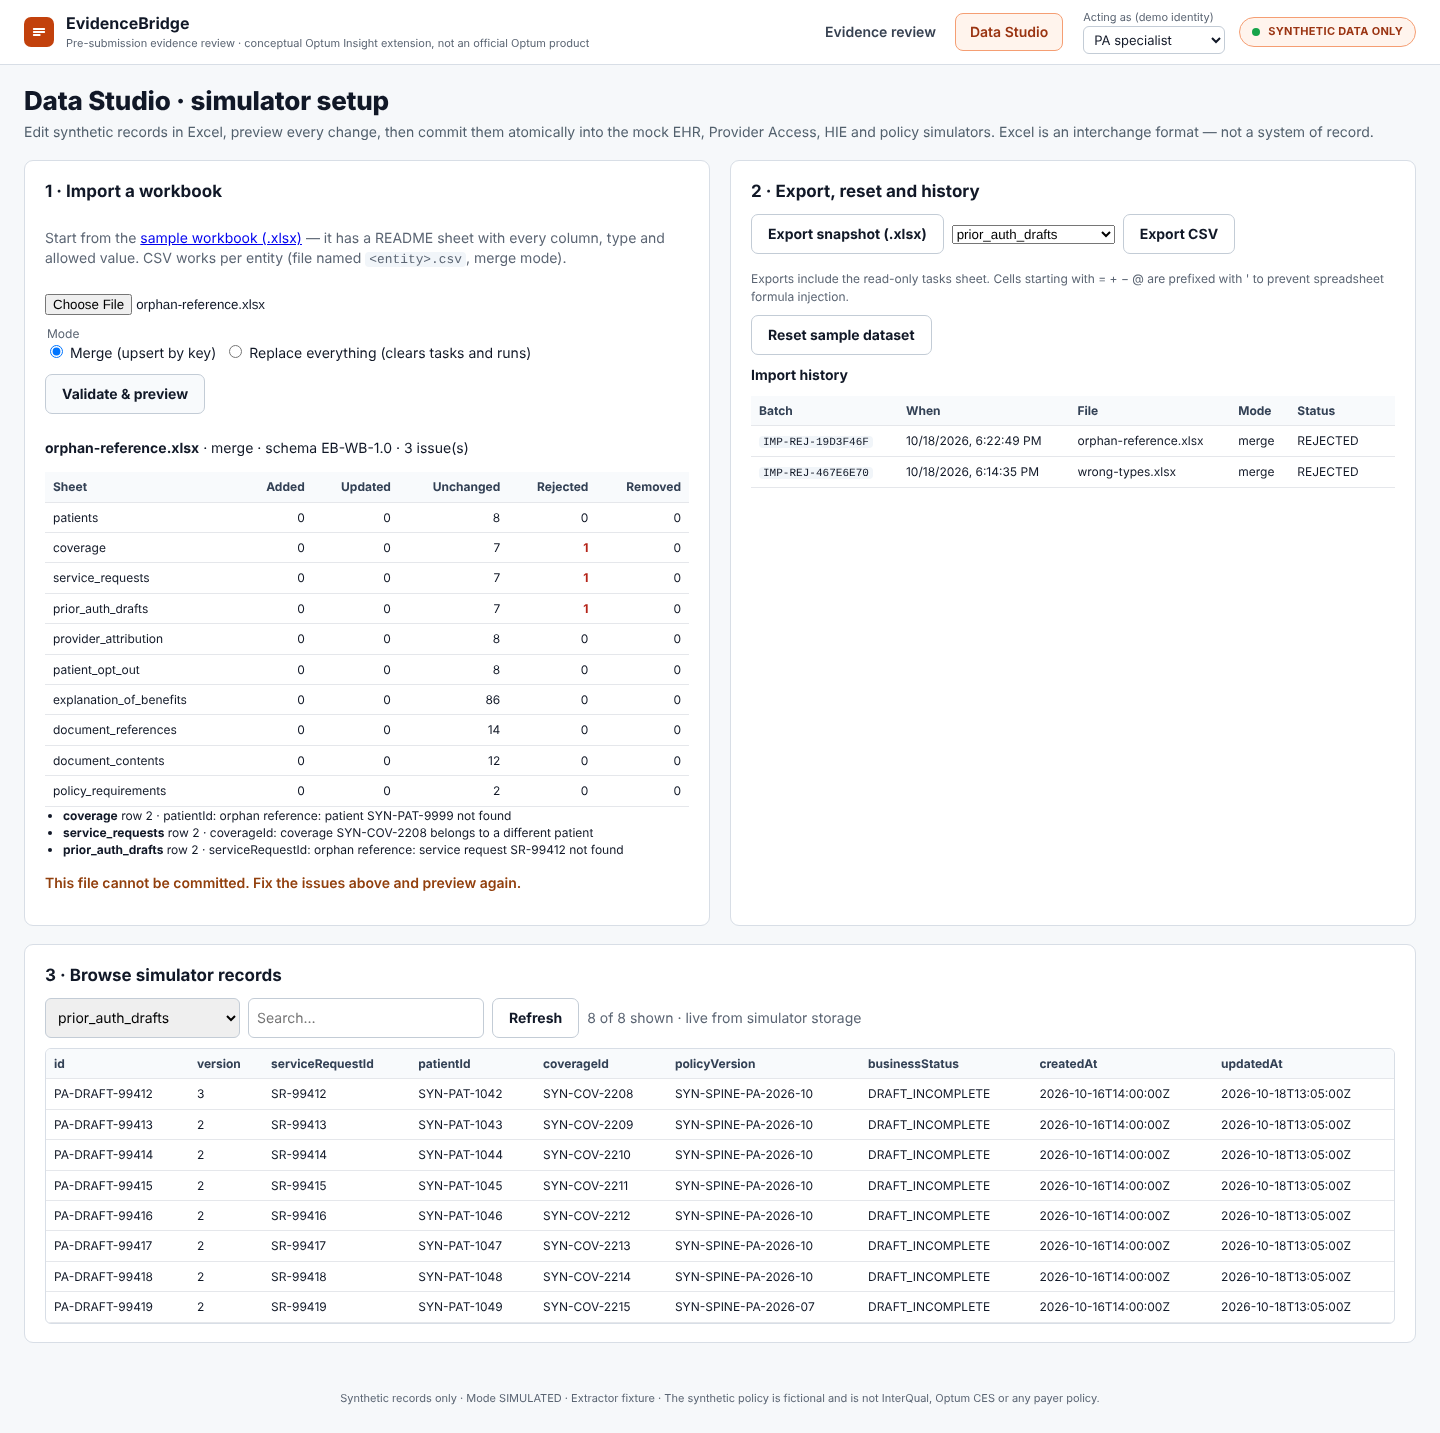 EvidenceBridge
Pre-submission evidence review · conceptual Optum Insight extension, not an official Optum product
Evidence review
Data Studio
Acting as (demo identity)
PA specialist
SYNTHETIC DATA ONLY
Data Studio · simulator setup
Edit synthetic records in Excel, preview every change, then commit them atomically into the mock EHR, Provider Access, HIE and policy simulators. Excel is an interchange format — not a system of record.
1 · Import a workbook
Start from the sample workbook (.xlsx) — it has a README sheet with every column, type and
allowed value. CSV works per entity (file named <entity>.csv, merge mode).
Choose File orphan-reference.xlsx
Mode
Merge (upsert by key) Replace everything (clears tasks and runs)
Validate & preview
orphan-reference.xlsx · merge · schema EB-WB-1.0 · 3 issue(s)
Sheet Added Updated Unchanged Rejected Removed
patients 0 0 8 0 0
coverage 0 0 7 1 0
service_requests 0 0 7 1 0
prior_auth_drafts 0 0 7 1 0
provider_attribution 0 0 8 0 0
patient_opt_out 0 0 8 0 0
explanation_of_benefits 0 0 86 0 0
document_references 0 0 14 0 0
document_contents 0 0 12 0 0
policy_requirements 0 0 2 0 0
• coverage row 2 · patientId: orphan reference: patient SYN-PAT-9999 not found
• service_requests row 2 · coverageId: coverage SYN-COV-2208 belongs to a different patient
• prior_auth_drafts row 2 · serviceRequestId: orphan reference: service request SR-99412 not found
This file cannot be committed. Fix the issues above and preview again.
2 · Export, reset and history
Export snapshot (.xlsx) prior_auth_drafts Export CSV
Exports include the read-only tasks sheet. Cells starting with = + − @ are prefixed with ' to prevent spreadsheet
formula injection.
Reset sample dataset
Import history
Batch When File Mode Status
IMP-REJ-19D3F46F 10/18/2026, 6:22:49 PM orphan-reference.xlsx merge REJECTED
IMP-REJ-467E6E70 10/18/2026, 6:14:35 PM wrong-types.xlsx merge REJECTED
3 · Browse simulator records
prior_auth_drafts Search... Refresh 8 of 8 shown · live from simulator storage
id version serviceRequestId patientId coverageId policyVersion businessStatus createdAt updatedAt
PA-DRAFT-99412 3 SR-99412 SYN-PAT-1042 SYN-COV-2208 SYN-SPINE-PA-2026-10 DRAFT_INCOMPLETE 2026-10-16T14:00:00Z 2026-10-18T13:05:00Z
PA-DRAFT-99413 2 SR-99413 SYN-PAT-1043 SYN-COV-2209 SYN-SPINE-PA-2026-10 DRAFT_INCOMPLETE 2026-10-16T14:00:00Z 2026-10-18T13:05:00Z
PA-DRAFT-99414 2 SR-99414 SYN-PAT-1044 SYN-COV-2210 SYN-SPINE-PA-2026-10 DRAFT_INCOMPLETE 2026-10-16T14:00:00Z 2026-10-18T13:05:00Z
PA-DRAFT-99415 2 SR-99415 SYN-PAT-1045 SYN-COV-2211 SYN-SPINE-PA-2026-10 DRAFT_INCOMPLETE 2026-10-16T14:00:00Z 2026-10-18T13:05:00Z
PA-DRAFT-99416 2 SR-99416 SYN-PAT-1046 SYN-COV-2212 SYN-SPINE-PA-2026-10 DRAFT_INCOMPLETE 2026-10-16T14:00:00Z 2026-10-18T13:05:00Z
PA-DRAFT-99417 2 SR-99417 SYN-PAT-1047 SYN-COV-2213 SYN-SPINE-PA-2026-10 DRAFT_INCOMPLETE 2026-10-16T14:00:00Z 2026-10-18T13:05:00Z
PA-DRAFT-99418 2 SR-99418 SYN-PAT-1048 SYN-COV-2214 SYN-SPINE-PA-2026-10 DRAFT_INCOMPLETE 2026-10-16T14:00:00Z 2026-10-18T13:05:00Z
PA-DRAFT-99419 2 SR-99419 SYN-PAT-1049 SYN-COV-2215 SYN-SPINE-PA-2026-07 DRAFT_INCOMPLETE 2026-10-16T14:00:00Z 2026-10-18T13:05:00Z
Synthetic records only · Mode SIMULATED · Extractor fixture · The synthetic policy is fictional and is not InterQual, Optum CES or any payer policy.